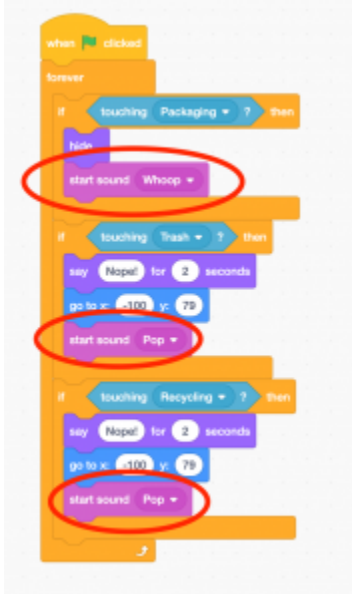 when clicked
forever
if touching Packaging ? then
hide
start sound Whoop
if touching Trash ? then
say Nope! for 2 seconds
go to x: -100 y: 79
start sound Pop
if touching Recycling ? then
say Nope! for 2 seconds
go to x: -100 y: 79
start sound Pop